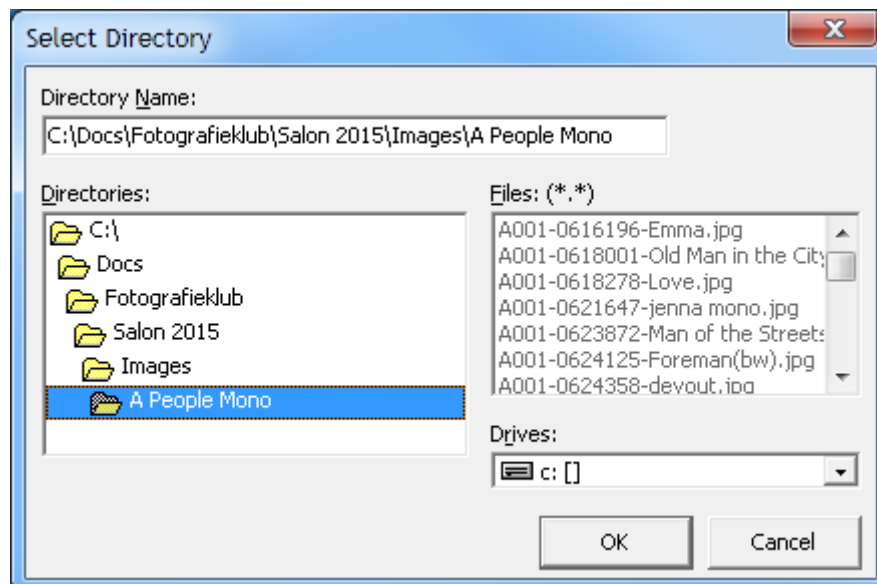 Select Directory
Directory Name:
C:\Docs\Fotografieklub\Salon 2015\Images\A People Mono
Directories:
C:\
Docs
Fotografieklub
Salon 2015
Images
A People Mono
Files: (*.*)
A001-0616196-Emma.jpg
A001-0618001-Old Man in the City
A001-0618278-Love.jpg
A001-0621647-jenna mono.jpg
A001-0623872-Man of the Streets
A001-0624125-Foreman(bw).jpg
A001-0624358-devout.jpg
Drives:
c: []
OK
Cancel